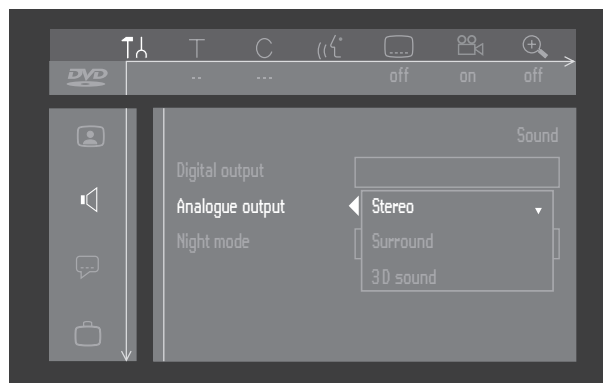 T C
DVD -- --- off on off
Sound
Digital output
Analogue output Stereo
Night mode Surround
3D sound